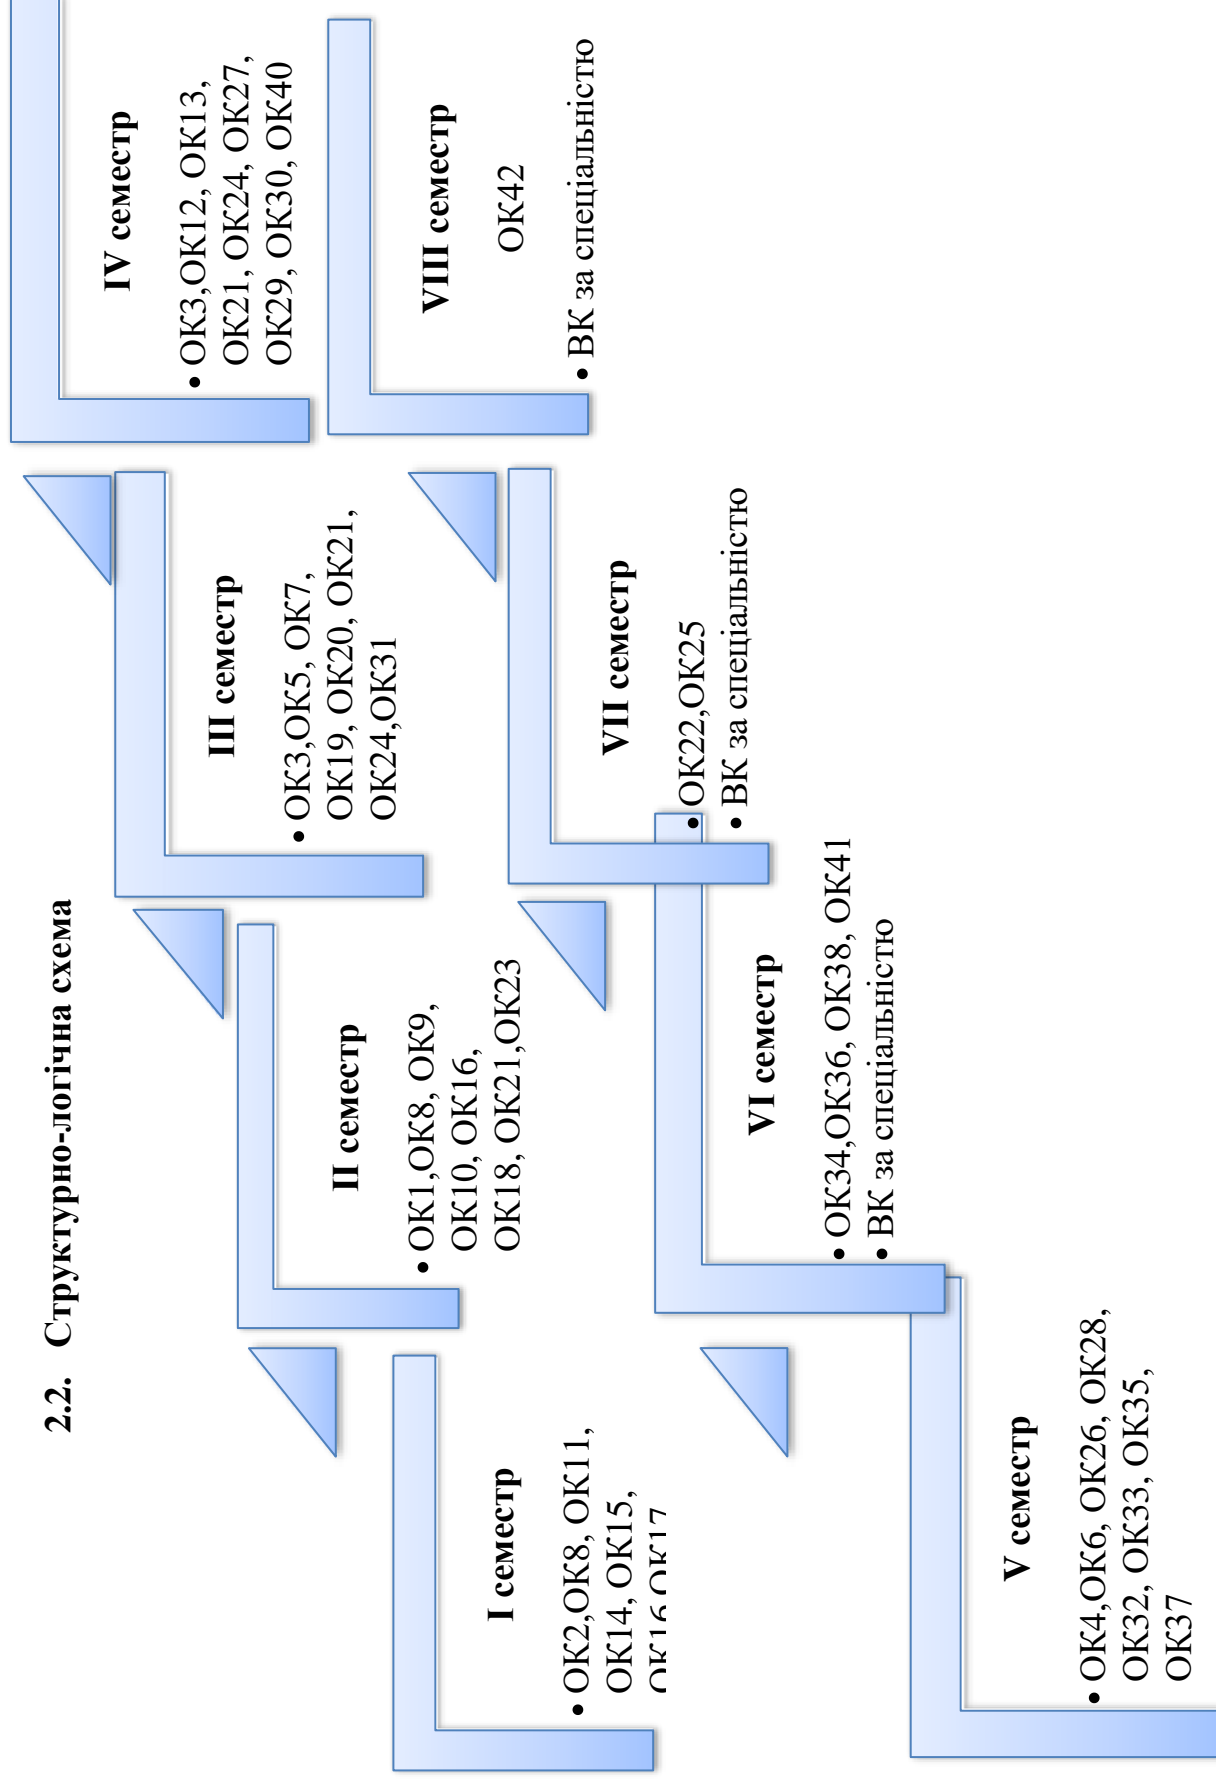 2.2. Структурно-логічна схема
I семестр
• ОК2,ОК8, ОК11,
ОК14, ОК15,
ОК16,ОК17
II семестр
• ОК1,ОК8, ОК9,
ОК10, ОК16,
ОК18, ОК21,ОК23
III семестр
• ОК3,ОК5, ОК7,
ОК19, ОК20, ОК21,
ОК24,ОК31
IV семестр
• ОК3,ОК12, ОК13,
ОК21, ОК24, ОК27,
ОК29, ОК30, ОК40
V семестр
• ОК4,ОК6, ОК26, ОК28,
ОК32, ОК33, ОК35,
ОК37
VI семестр
• ОК34,ОК36, ОК38, ОК41
• ВК за спеціальністю
VII семестр
• ОК22,ОК25
• ВК за спеціальністю
VIII семестр
ОК42
• ВК за спеціальністю